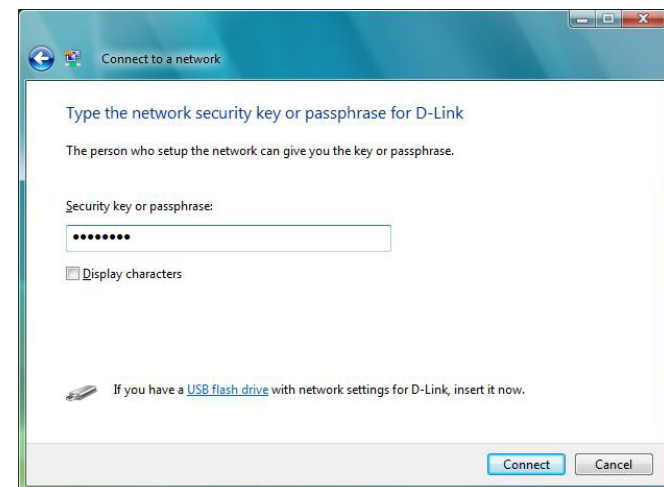 Connect to a network
Type the network security key or passphrase for D-Link
The person who setup the network can give you the key or passphrase.
Security key or passphrase:
••••••••
Display characters
If you have a USB flash drive with network settings for D-Link, insert it now.
Connect Cancel